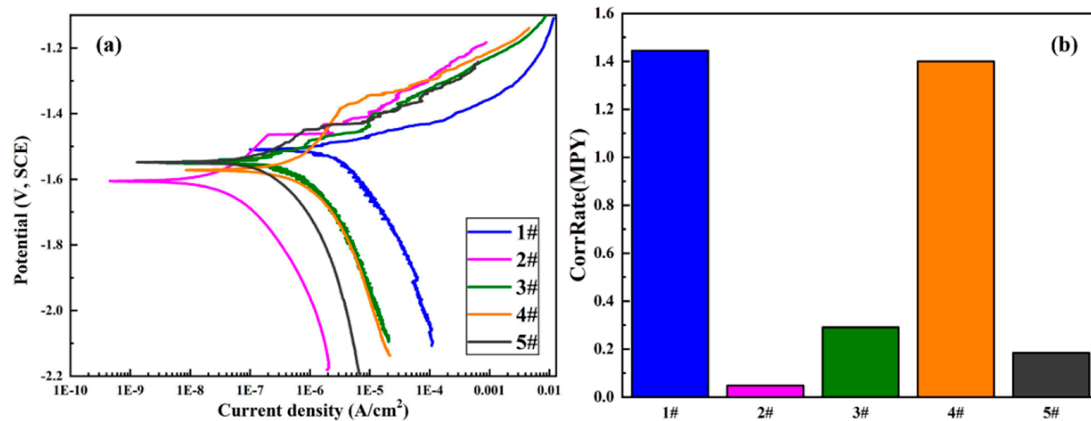 (a)
Potential (V, SCE)
-1.2
-1.4
-1.6
-1.8
-2.0
-2.2
1E-10 1E-9 1E-8 1E-7 1E-6 1E-5 1E-4 0.001 0.01
Current density (A/cm²)
1#
2#
3#
4#
5#
(b)
CorrRate(MPY)
1.6
1.4
1.2
1.0
0.8
0.6
0.4
0.2
0.0
1# 2# 3# 4# 5#